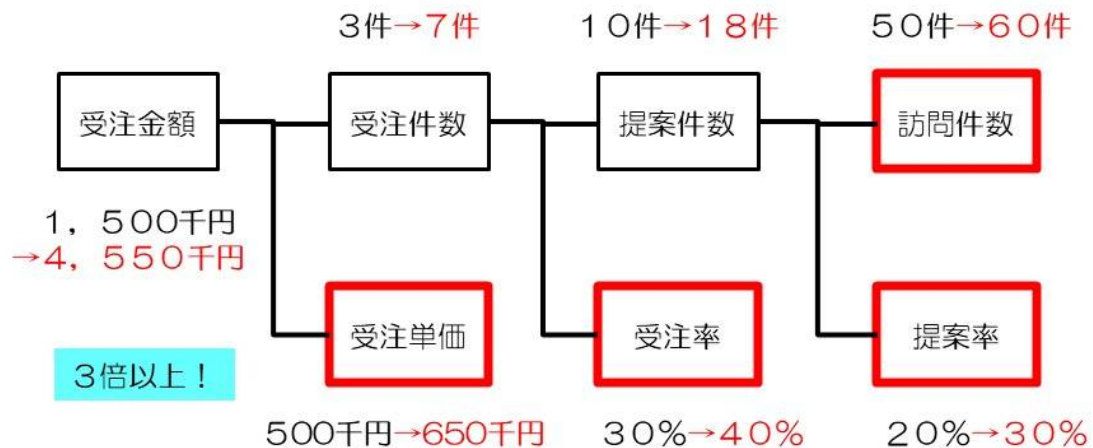 3件→7件
10件→18件
50件→60件
受注金額
受注件数
提案件数
訪問件数
1,500千円
→4,550千円
受注単価
受注率
提案率
3倍以上！
500千円→650千円
30%→40%
20%→30%